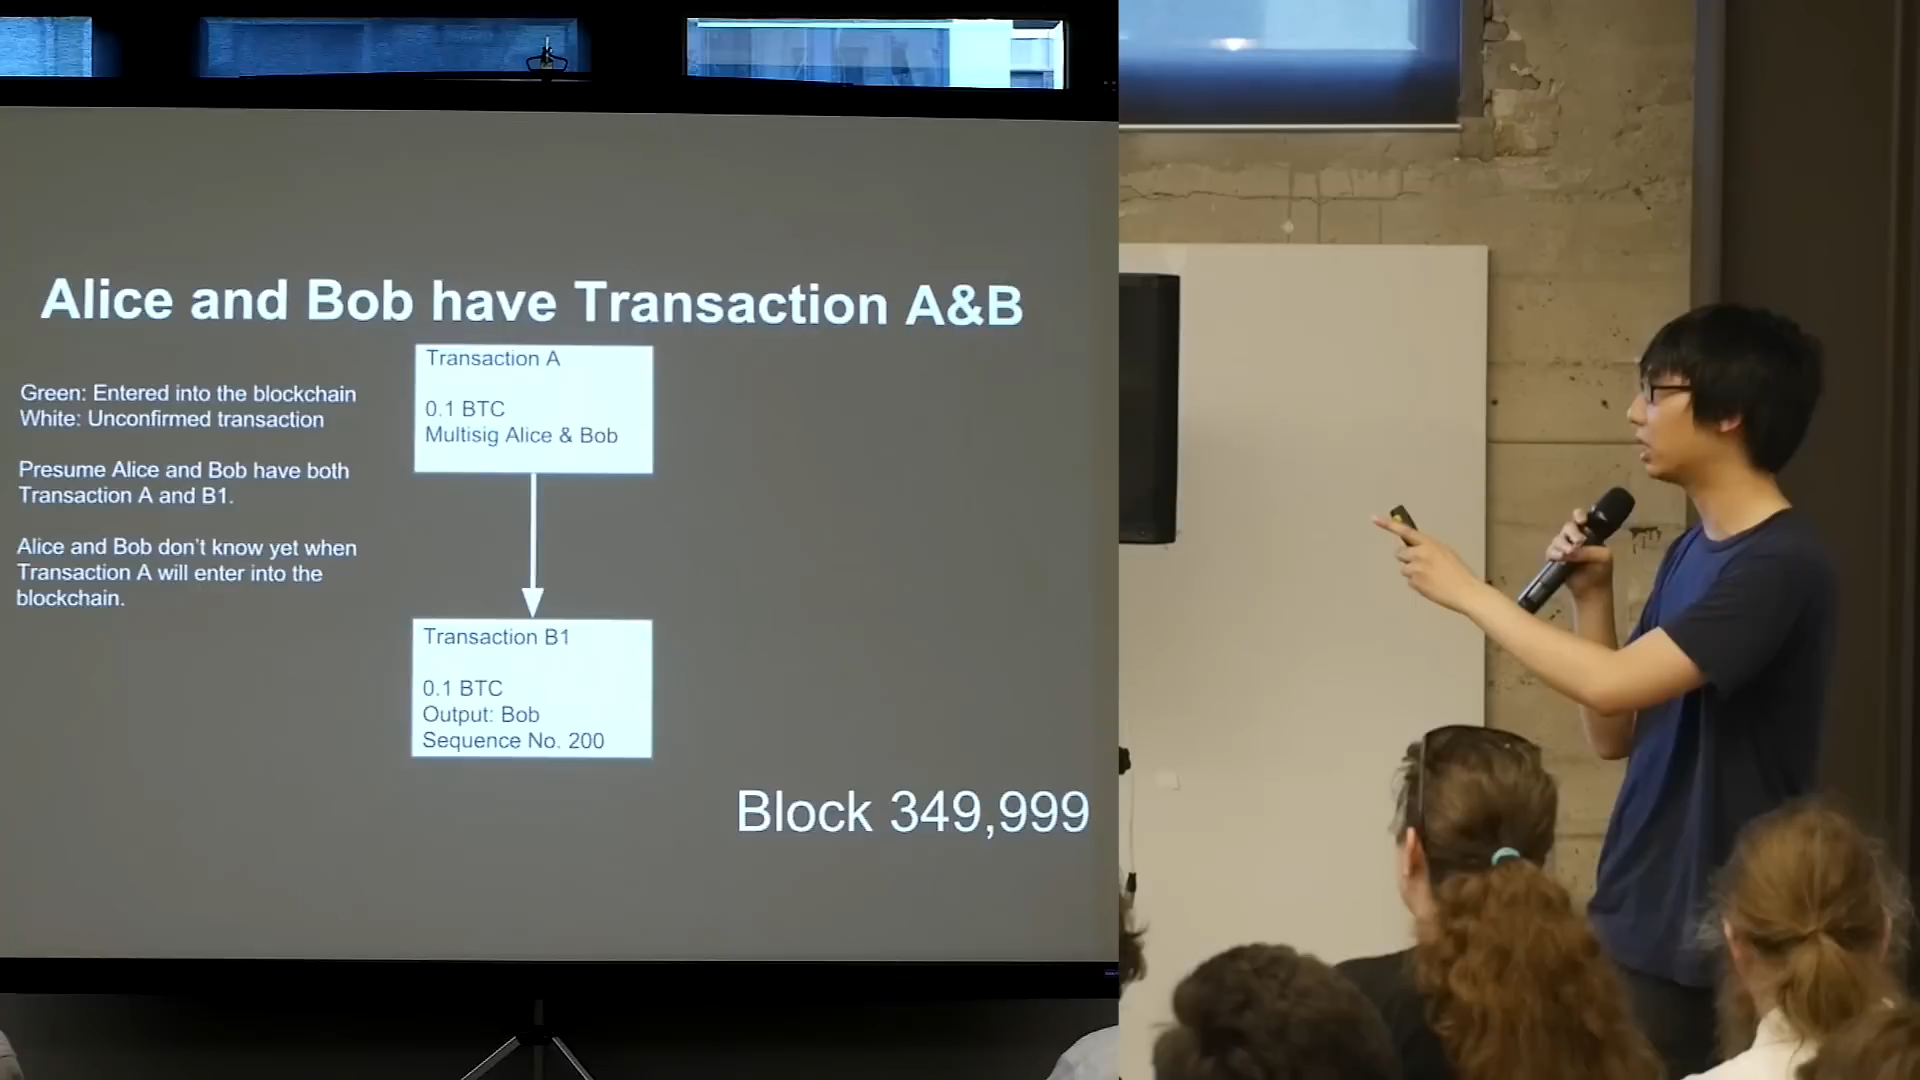 Alice and Bob have Transaction A&B
Green: Entered into the blockchain
White: Unconfirmed transaction
Presume Alice and Bob have both
Transaction A and B1.
Alice and Bob don't know yet when
Transaction A will enter into the
blockchain.
Transaction A
0.1 BTC
Multisig Alice & Bob
Transaction B1
0.1 BTC
Output: Bob
Sequence No. 200
Block 349,999